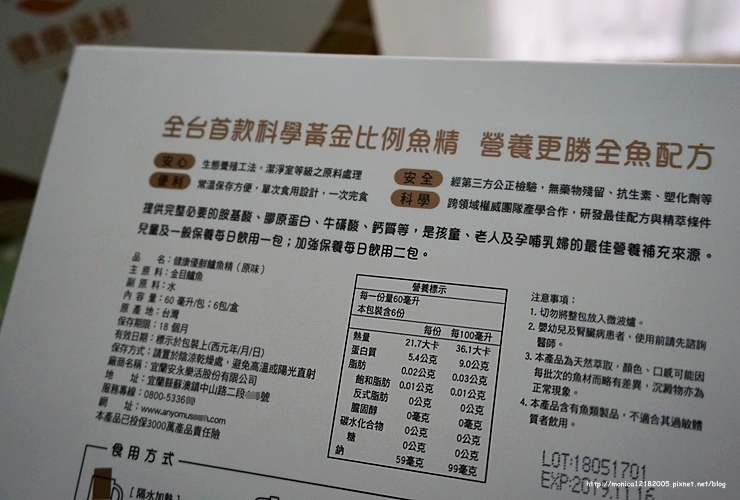 健康優鮮
全台首款科學黃金比例魚精 營養更勝全魚配方
安心 生態養殖工法,潔淨室等級之原料處理
便利 常溫保存方便,單次食用設計,一次完食
安全 經第三方公正檢驗,無藥物殘留、抗生素、塑化劑等
科學 跨領域權威團隊產學合作,研發最佳配方與精萃條件
提供完整必要的胺基酸、膠原蛋白、牛磺酸、鈣質等,是孩童、老人及孕哺乳婦的最佳營養補充來源。
兒童及一般保養每日飲用一包;加強保養每日飲用二包。
品名:健康優鮮鱸魚精(原味)
主原料:金目鱸魚
副原料:水
內容量:60 毫升/包;6包/盒
原產地:台灣
保存期限:18 個月
有效日期:標示於包裝上(西元年/月/日)
保存方式:請置於陰涼乾燥處,避免高溫或陽光直射
廠商名稱:宜蘭安永樂活股份有限公司
地址:宜蘭縣蘇澳鎮中山路二段 號
服務專線:0800-5336
網址:www.anyomus
本產品已投保3000萬產品責任險
營養標示
每一份量60毫升
本包裝含6份
每份 每100毫升
熱量 21.7大卡 36.1大卡
蛋白質 5.4公克 9.0公克
脂肪 0.02公克 0.03公克
飽和脂肪 0.01公克 0.01公克
反式脂肪 0公克 0公克
膽固醇 0毫克 0毫克
碳水化合物 0公克 0公克
糖 0公克 0公克
鈉 59毫克 99毫克
注意事項:
1. 切勿將整包放入微波爐。
2. 嬰幼兒及腎臟病患者,使用前請先諮詢
醫師。
3. 本產品為天然萃取,顏色、口感可能因
每批次的魚材而略有差異,沉澱物亦為
正常現象。
4. 本產品含有魚類製品,不適合其過敏體
質者飲用。
食用方式
[隔水加熱]
LOT:18051701
EXP:2019.11.16
http://monica12182005.pixnet.net/blog